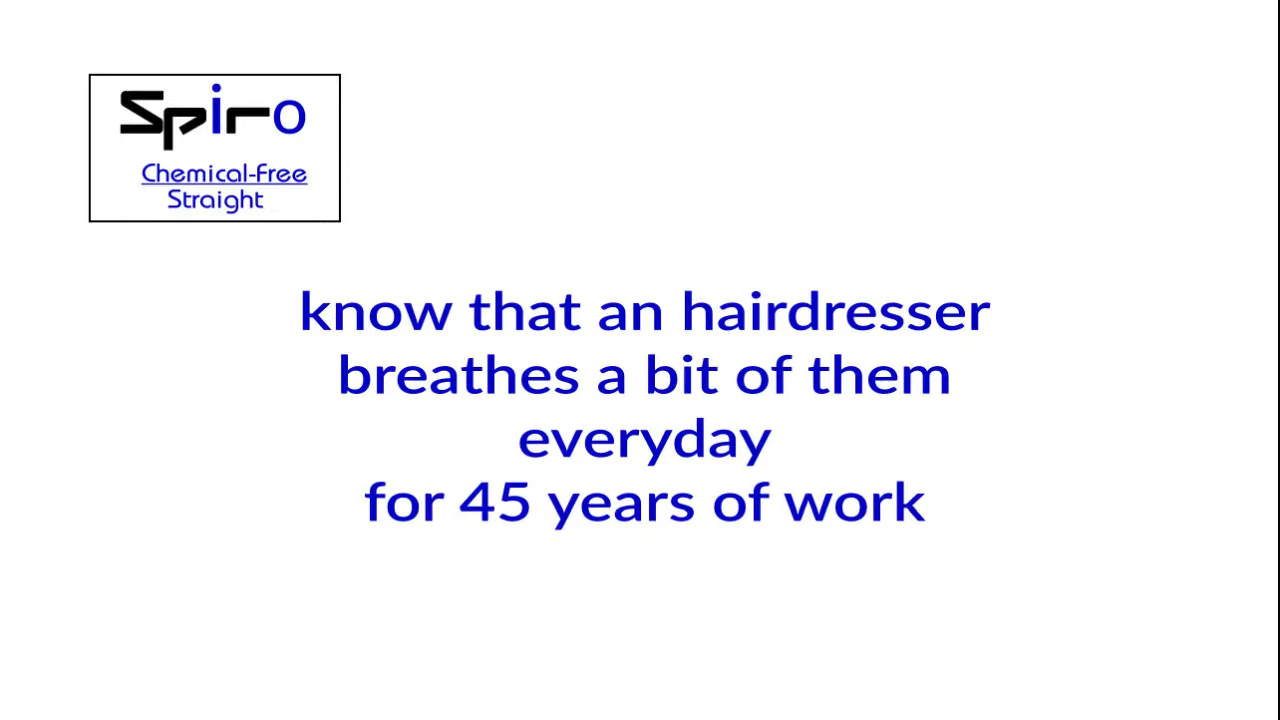 Spiro
Chemical-Free
Straight
know that an hairdresser
breathes a bit of them
everyday
for 45 years of work